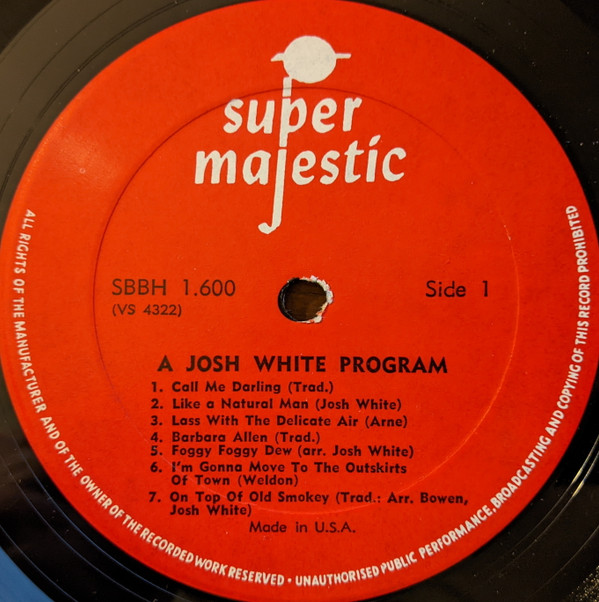 super
majestic
SBBH 1.600
(VS 4322)
Side 1
A JOSH WHITE PROGRAM
1. Call Me Darling (Trad.)
2. Like a Natural Man (Josh White)
3. Lass With The Delicate Air (Arne)
4. Barbara Allen (Trad.)
5. Foggy Foggy Dew (arr. Josh White)
6. I'm Gonna Move To The Outskirts
Of Town (Weldon)
7. On Top Of Old Smokey (Trad.: Arr. Bowen,
Josh White)
Made in U.S.A.
ALL RIGHTS OF THE MANUFACTURER AND OF THE OWNER OF THE RECORDED WORK RESERVED • UNAUTHORISED PUBLIC PERFORMANCE, BROADCASTING AND COPYING OF THIS RECORD PROHIBITED